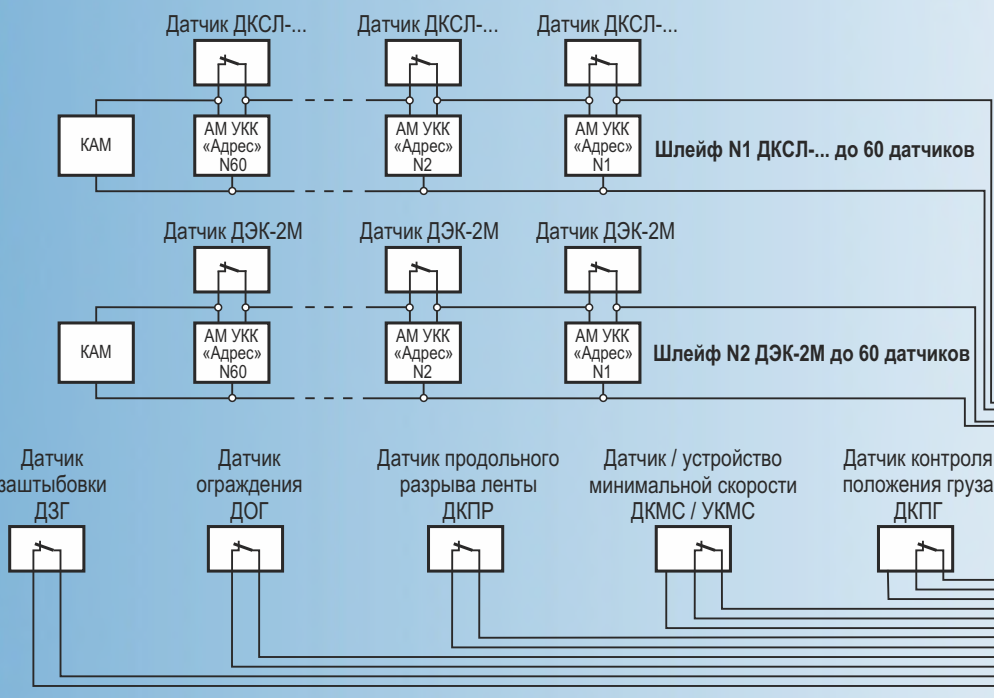 Датчик ДКСЛ-... Датчик ДКСЛ-... Датчик ДКСЛ-...
КАМ
АМ УКК
«Адрес»
N60
АМ УКК
«Адрес»
N2
АМ УКК
«Адрес»
N1
Шлейф N1 ДКСЛ-... до 60 датчиков
Датчик ДЭК-2М Датчик ДЭК-2М Датчик ДЭК-2М
КАМ
АМ УКК
«Адрес»
N60
АМ УКК
«Адрес»
N2
АМ УКК
«Адрес»
N1
Шлейф N2 ДЭК-2М до 60 датчиков
Датчик
заштыбовки
ДЗГ
Датчик
ограждения
ДОГ
Датчик продольного
разрыва ленты
ДКПР
Датчик / устройство
минимальной скорости
ДКМС / УКМС
Датчик контроля
положения груза
ДКПГ